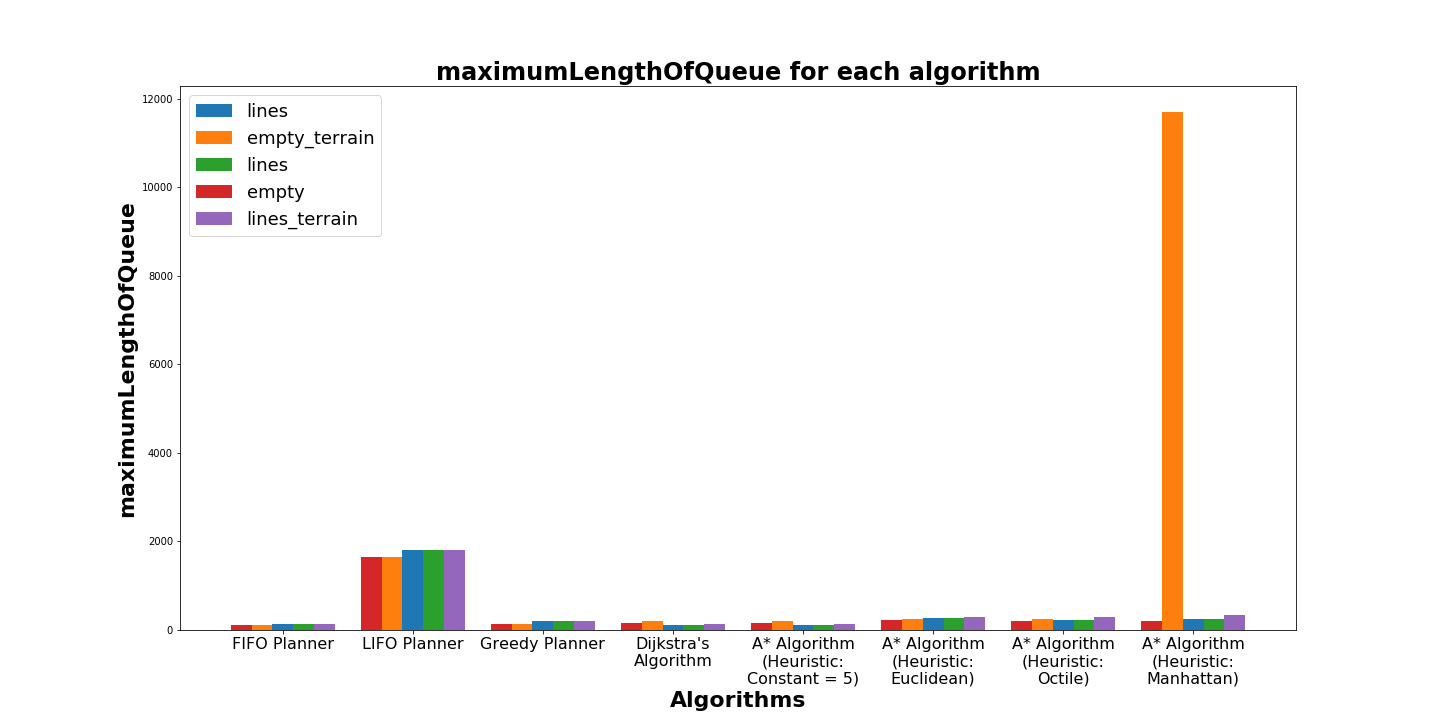 maximumLengthOfQueue for each algorithm
maximumLengthOfQueue
12000
10000
8000
6000
4000
2000
0
lines
empty_terrain
lines
empty
lines_terrain
FIFO Planner
LIFO Planner
Greedy Planner
Dijkstra's
Algorithm
A* Algorithm
(Heuristic:
Constant = 5)
A* Algorithm
(Heuristic:
Euclidean)
A* Algorithm
(Heuristic:
Octile)
A* Algorithm
(Heuristic:
Manhattan)
Algorithms